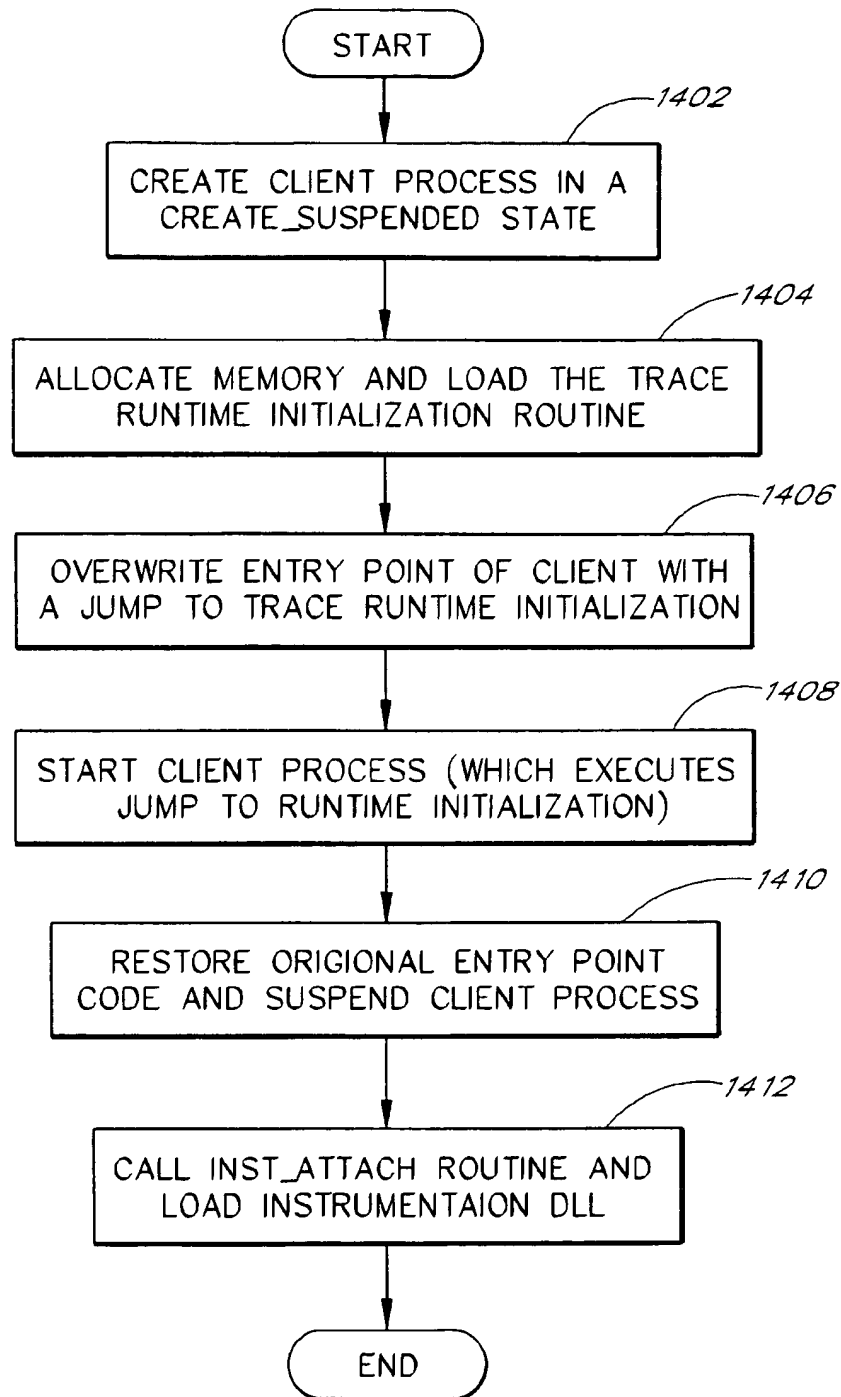 START
1402
CREATE CLIENT PROCESS IN A
CREATE_SUSPENDED STATE
1404
ALLOCATE MEMORY AND LOAD THE TRACE
RUNTIME INITIALIZATION ROUTINE
1406
OVERWRITE ENTRY POINT OF CLIENT WITH
A JUMP TO TRACE RUNTIME INITIALIZATION
1408
START CLIENT PROCESS (WHICH EXECUTES
JUMP TO RUNTIME INITIALIZATION)
1410
RESTORE ORIGIONAL ENTRY POINT
CODE AND SUSPEND CLIENT PROCESS
1412
CALL INST_ATTACH ROUTINE AND
LOAD INSTRUMENTAION DLL
END